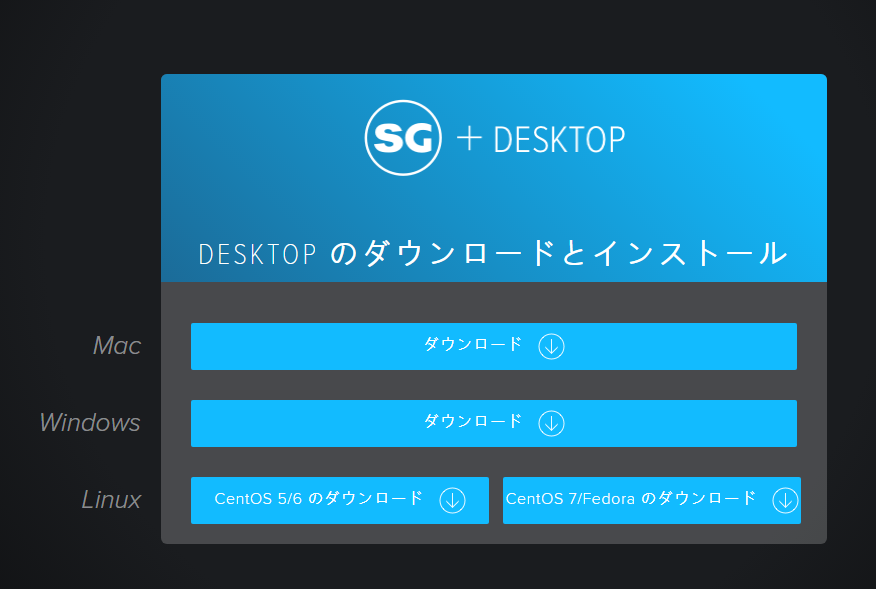 SG + DESKTOP
DESKTOP のダウンロードとインストール
Mac
ダウンロード
Windows
ダウンロード
Linux
CentOS 5/6 のダウンロード
CentOS 7/Fedora のダウンロード